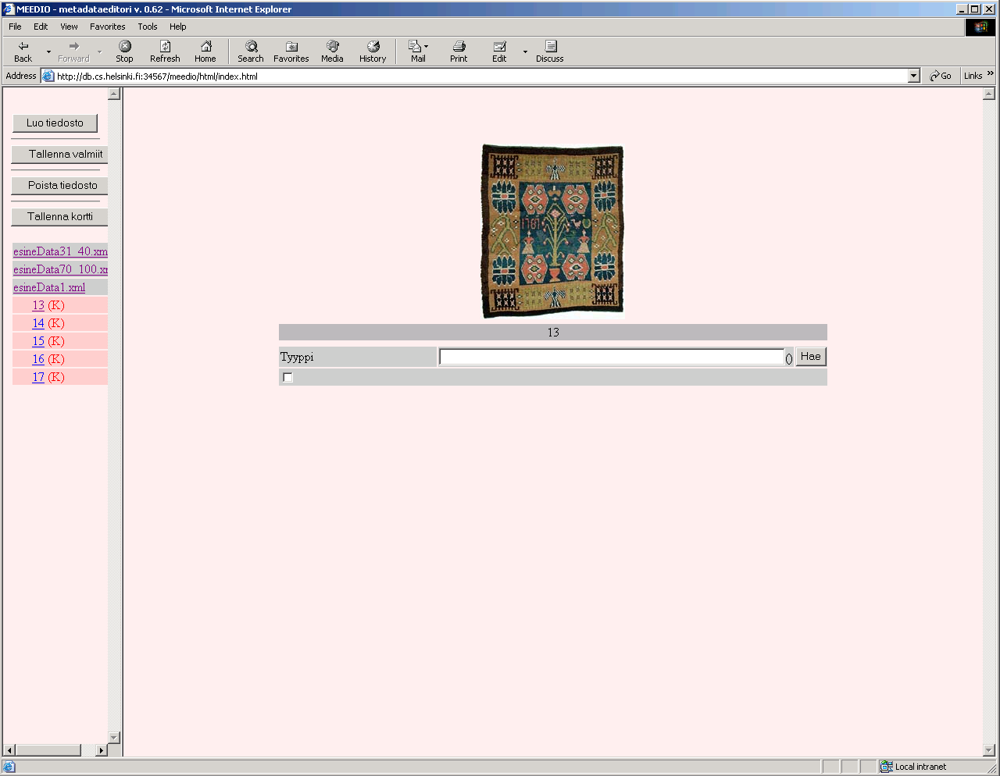 MEEDIO - metadataeditori v. 0.62 - Microsoft Internet Explorer
File Edit View Favorites Tools Help
Back Forward Stop Refresh Home Search Favorites Media History Mail Print Edit Discuss
Address http://db.cs.helsinki.fi:34567/meedio/html/index.html Go Links »
Luo tiedosto
Tallenna valmiit
Poista tiedosto
Tallenna kortti
esineData31_40.xm
esineData70_100.xr
esineData1.xml
13 (K)
14 (K)
15 (K)
16 (K)
17 (K)
1787
13
Tyyppi () Hae
Local intranet